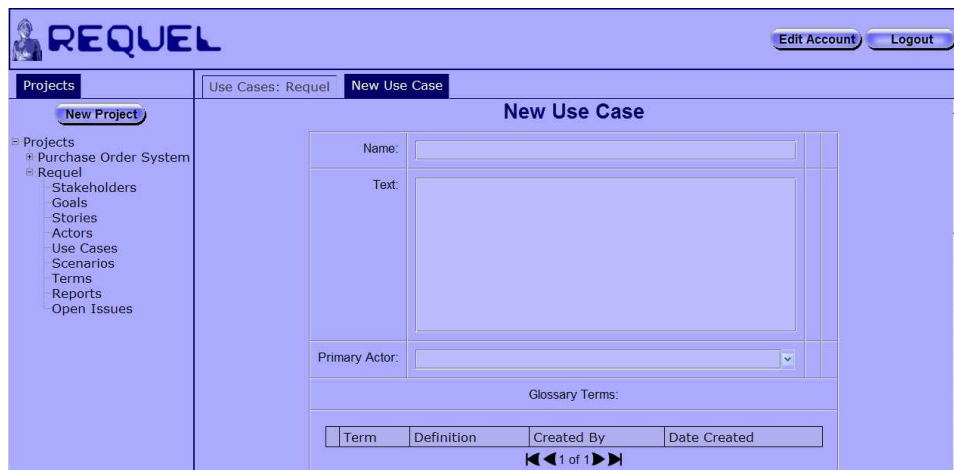 REQUEL
Edit Account Logout
Projects
Use Cases: Requel New Use Case
New Project
Projects
Purchase Order System
Requel
Stakeholders
Goals
Stories
Actors
Use Cases
Scenarios
Terms
Reports
Open Issues
New Use Case
Name:
Text:
Primary Actor:
Glossary Terms:
Term Definition Created By Date Created
1 of 1